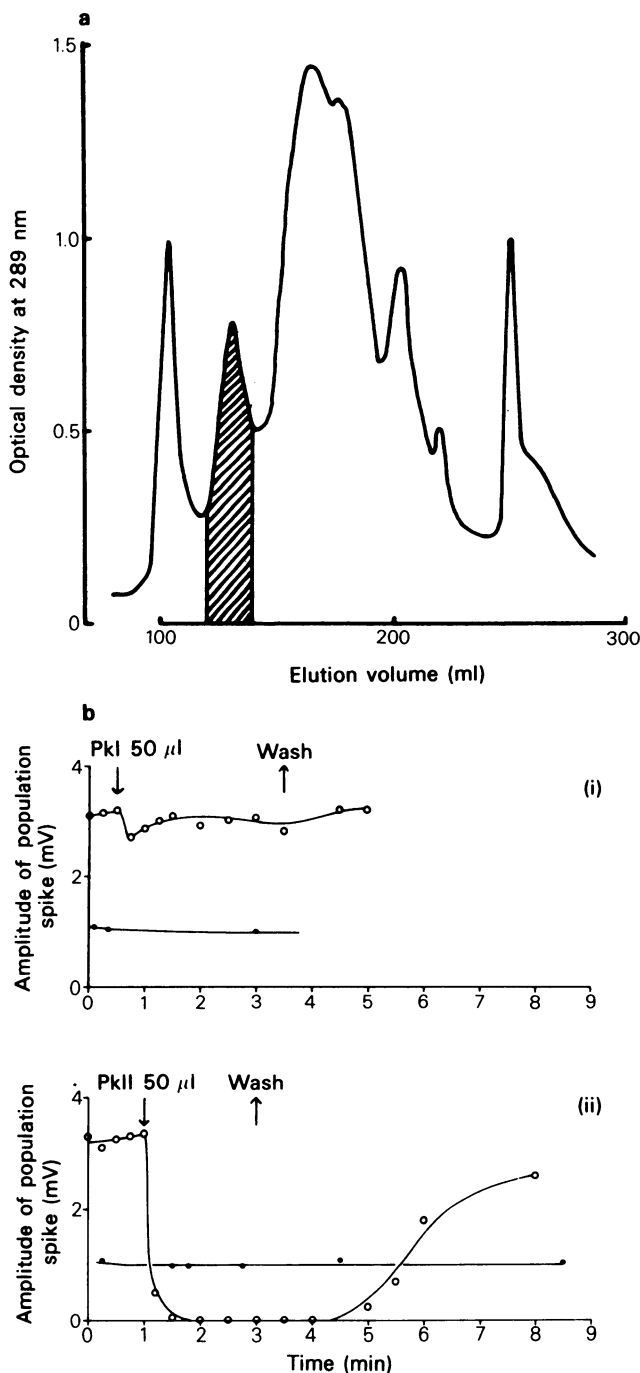 a
1.5
1.0
0.5
0
Optical density at 289 nm
100 200 300
Elution volume (ml)
b
PkI 50 μl Wash
(i)
4
2
0
Amplitude of population
spike (mV)
0 1 2 3 4 5 6 7 8 9
PkII 50 μl Wash
(ii)
4
2
0
Amplitude of population
spike (mV)
0 1 2 3 4 5 6 7 8 9
Time (min)